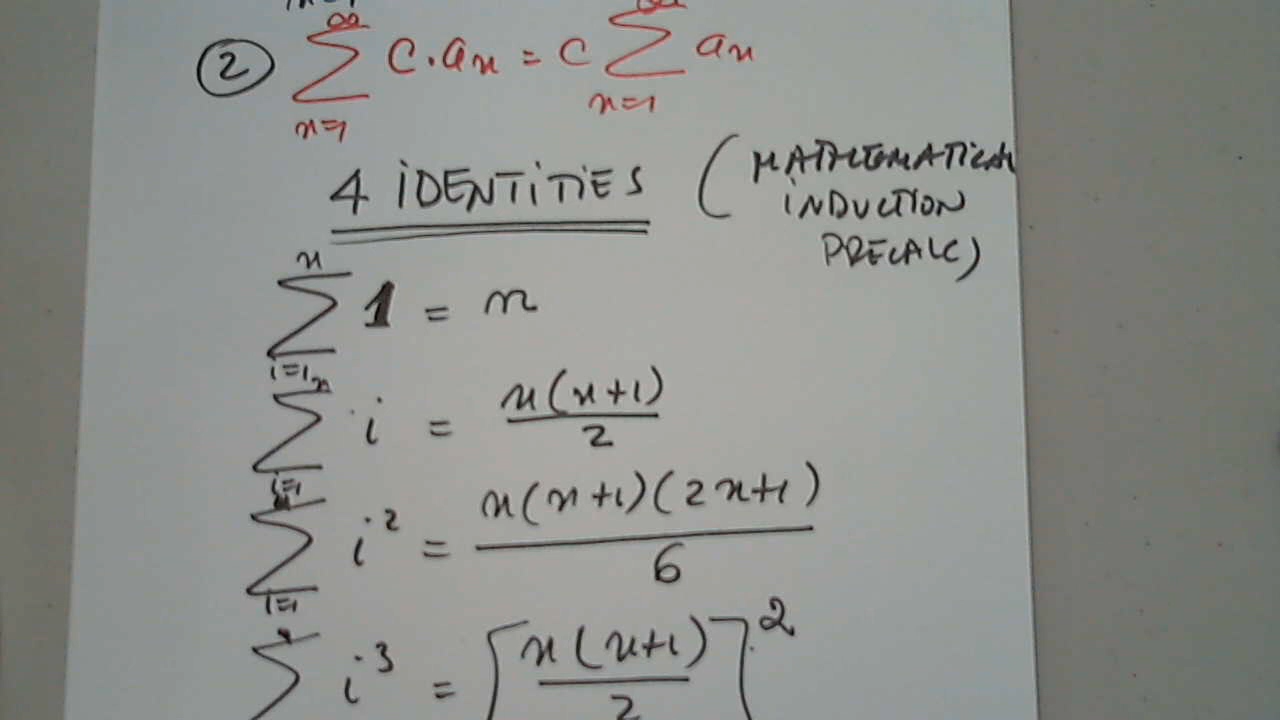 ② ∞∑n=1 c·an = c ∞∑n=1 an
4 iDENTiTiES (MATHEMATICAL
iNDUCTION
PRECALC)
n∑i=1 1 = n
n∑i=1 i = n(n+1)/2
n∑i=1 i² = n(n+1)(2n+1)/6
∑ i³ = [n(n+1)/2]²